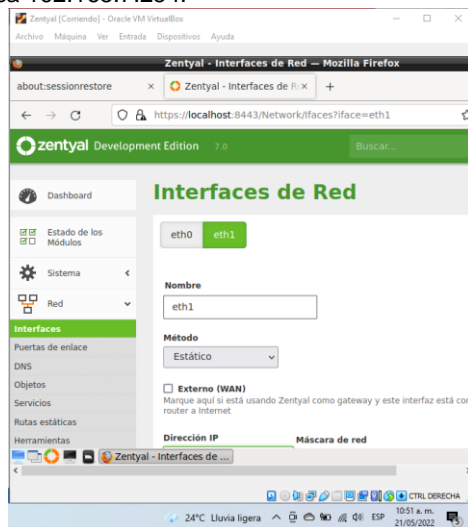 Zentyal [Corriendo] - Oracle VM VirtualBox
Archivo Máquina Ver Entrada Dispositivos Ayuda
Zentyal - Interfaces de Red — Mozilla Firefox
about:sessionrestore × Zentyal - Interfaces de R × +
https://localhost:8443/Network/Ifaces?iface=eth1
zentyal Development Edition 7.0 Buscar...
Dashboard
Estado de los
Módulos
Sistema
Red
Interfaces
Puertas de enlace
DNS
Objetos
Servicios
Rutas estáticas
Herramientas
Interfaces de Red
eth0 eth1
Nombre
eth1
Método
Estático
Externo (WAN)
Marque aquí si está usando Zentyal como gateway y este interfaz está co
router a Internet
Dirección IP Máscara de red
Zentyal - Interfaces de ...
CTRL DERECHA
24°C Lluvia ligera ESP 10:51 a. m.
21/05/2022